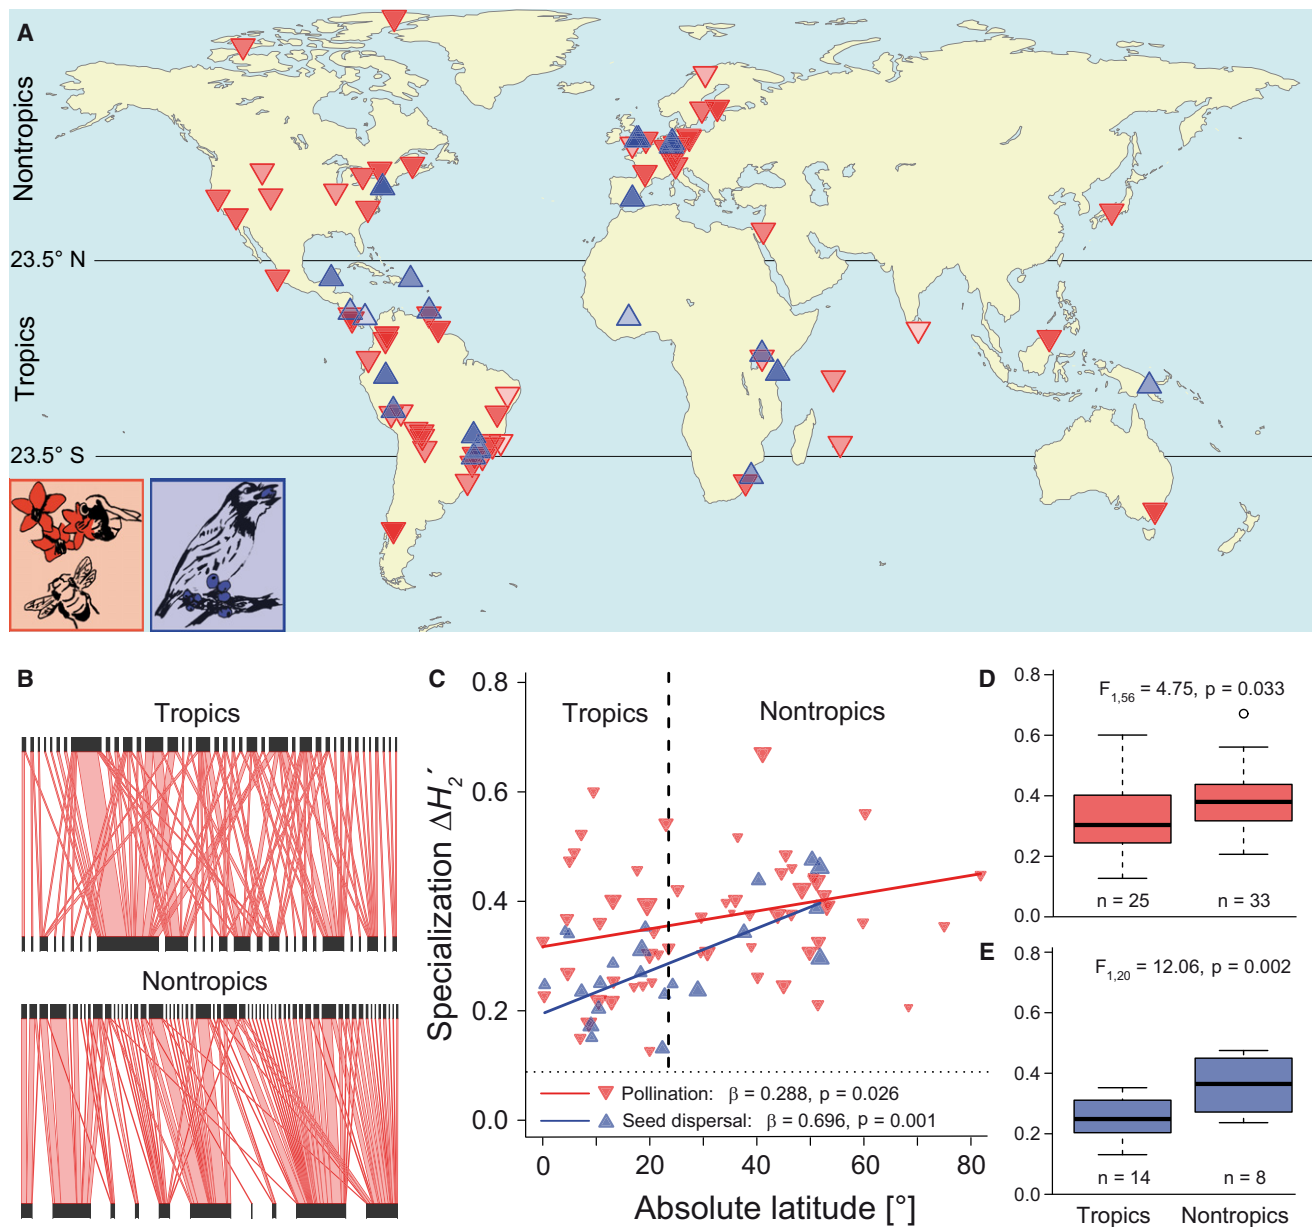 A
Nontropics
23.5° N
Tropics
23.5° S
B
Tropics
Nontropics
C
Specialization ΔH₂′
0.8
0.6
0.4
0.2
0.0
Tropics
Nontropics
Pollination: β = 0.288, p = 0.026
Seed dispersal: β = 0.696, p = 0.001
0 20 40 60 80
Absolute latitude [°]
D
0.8
0.6
0.4
0.2
0.0
F1,56 = 4.75, p = 0.033
n = 25 n = 33
E
0.8
0.6
0.4
0.2
0.0
F1,20 = 12.06, p = 0.002
n = 14 n = 8
Tropics Nontropics